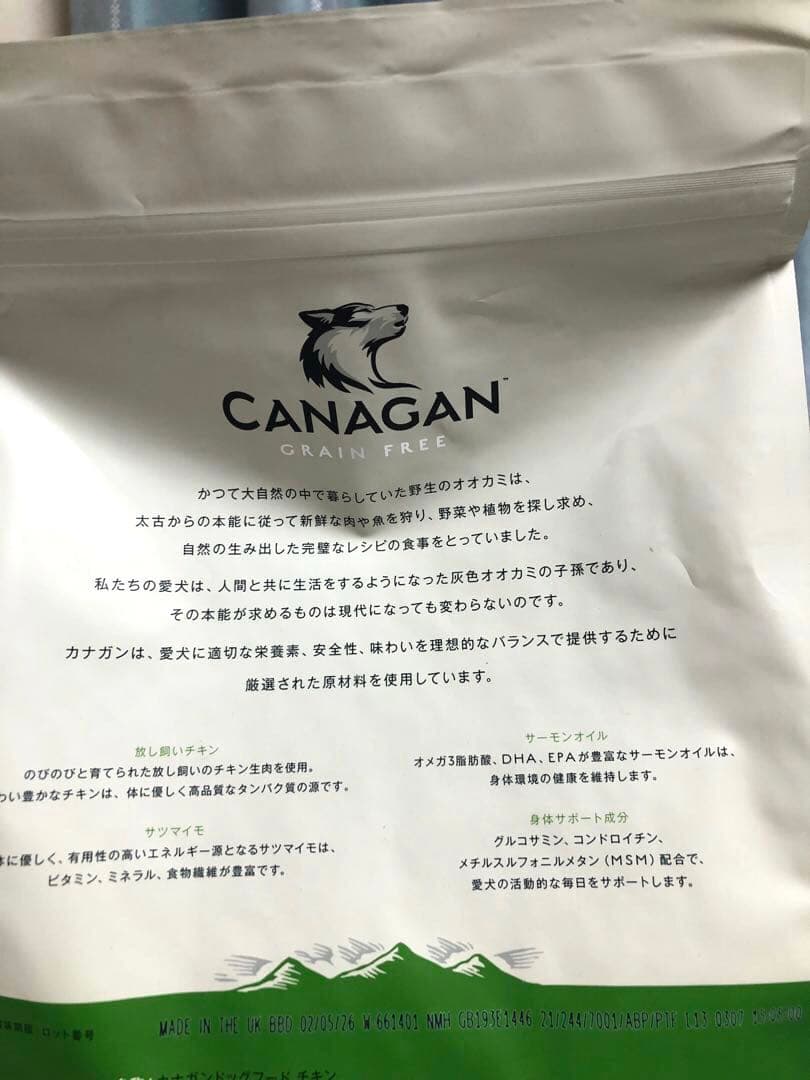 CANAGAN™
GRAIN FREE
かつて大自然の中で暮らしていた野生のオオカミは、
太古からの本能に従って新鮮な肉や魚を狩り、野菜や植物を探し求め、
自然の生み出した完璧なレシピの食事をとっていました。
私たちの愛犬は、人間と共に生活をするようになった灰色オオカミの子孫であり、
その本能が求めるものは現代になっても変わらないのです。
カナガンは、愛犬に適切な栄養素、安全性、味わいを理想的なバランスで提供するために
厳選された原材料を使用しています。
放し飼いチキン
のびのびと育てられた放し飼いのチキン生肉を使用。
わい豊かなチキンは、体に優しく高品質なタンパク質の源です。
サツマイモ
体に優しく、有用性の高いエネルギー源となるサツマイモは、
ビタミン、ミネラル、食物繊維が豊富です。
サーモンオイル
オメガ3脂肪酸、DHA、EPAが豊富なサーモンオイルは、
身体環境の健康を維持します。
身体サポート成分
グルコサミン、コンドロイチン、
メチルスルフォニルメタン（MSM）配合で、
愛犬の活動的な毎日をサポートします。
味期限 ロット番号
MADE IN THE UK BBD 02/05/26 W 661401 NMH GB193E1446 21/244/7001/ABP/PTF L13 0307
カナガンドッグフード チキン